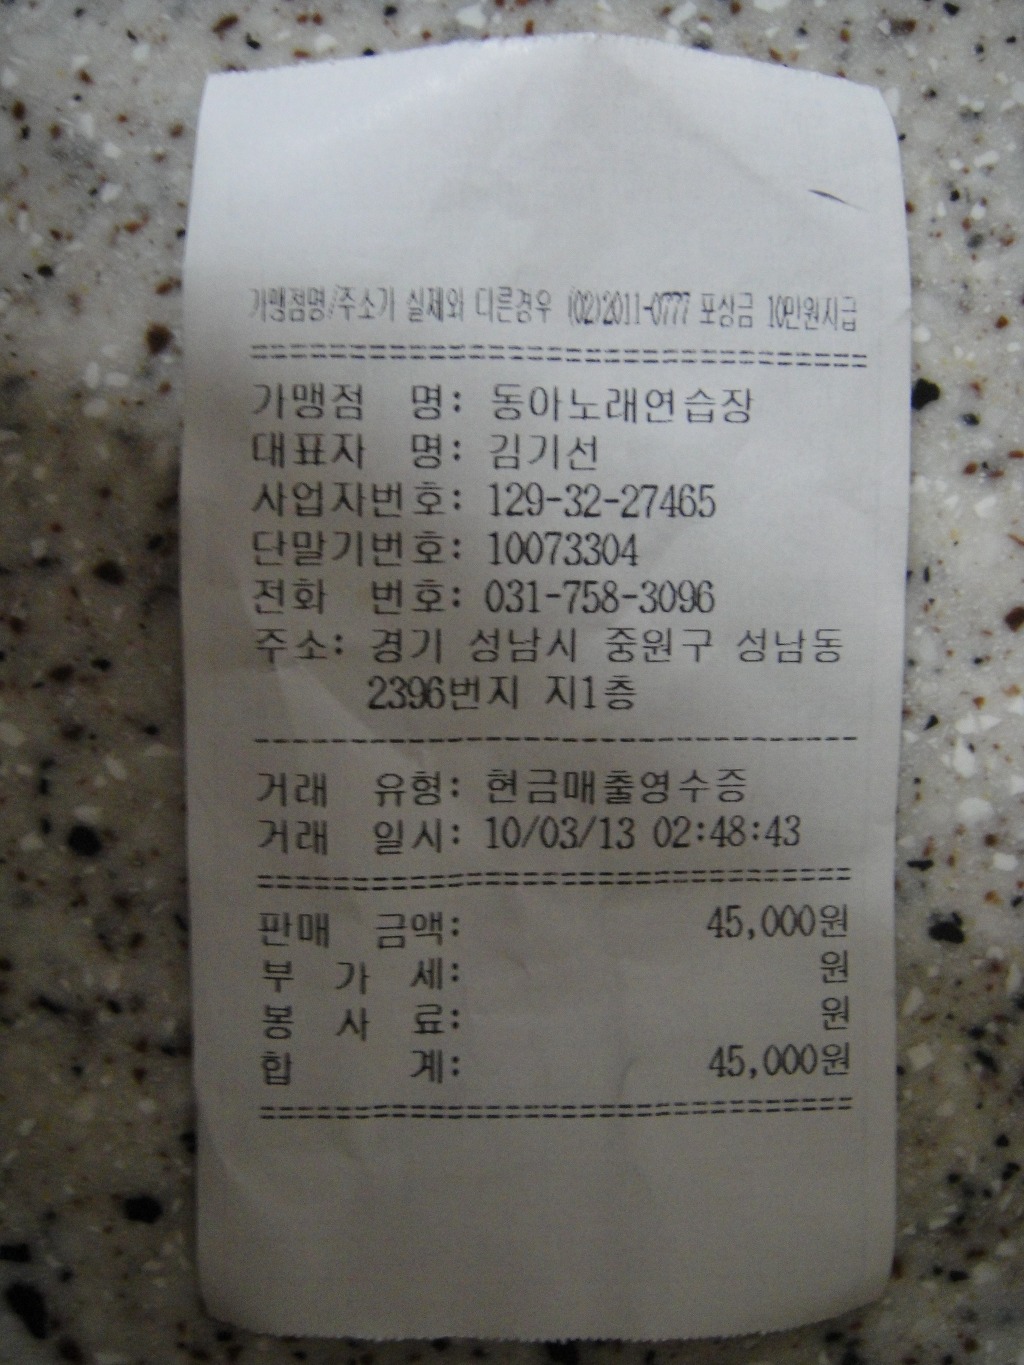 가맹점명/주소가 실제와 다른경우 (02)2011-0777 포상금 10만원지급
가맹점 명: 동아노래연습장
대표자 명: 김기선
사업자번호: 129-32-27465
단말기번호: 10073304
전화 번호: 031-758-3096
주소: 경기 성남시 중원구 성남동
2396번지 지1층
거래 유형: 현금매출영수증
거래 일시: 10/03/13 02:48:43
판매 금액: 45,000원
부 가 세: 원
봉 사 료: 원
합 계: 45,000원